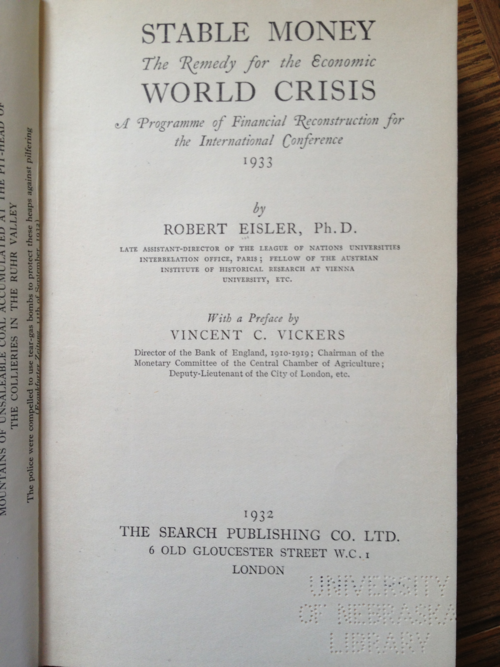 MOUNTAINS OF UNSALEABLE COAL ACCUMULATED AT THE PIT-HEAD OF
THE COLLIERIES IN THE RUHR VALLEY
The police were compelled to use tear-gas bombs to protect these heaps against pilfering
(Frankfurter Zeitung, 11th of September 1932)
STABLE MONEY
The Remedy for the Economic
WORLD CRISIS
A Programme of Financial Reconstruction for
the International Conference
1933
by
ROBERT EISLER, Ph.D.
LATE ASSISTANT-DIRECTOR OF THE LEAGUE OF NATIONS UNIVERSITIES
INTERRELATION OFFICE, PARIS; FELLOW OF THE AUSTRIAN
INSTITUTE OF HISTORICAL RESEARCH AT VIENNA
UNIVERSITY, ETC.
With a Preface by
VINCENT C. VICKERS
Director of the Bank of England, 1910-1919; Chairman of the
Monetary Committee of the Central Chamber of Agriculture;
Deputy-Lieutenant of the City of London, etc.
1932
THE SEARCH PUBLISHING CO. LTD.
6 OLD GLOUCESTER STREET W.C.1
LONDON
UNIVERSITY
OF NEBRASKA
LIBRARY